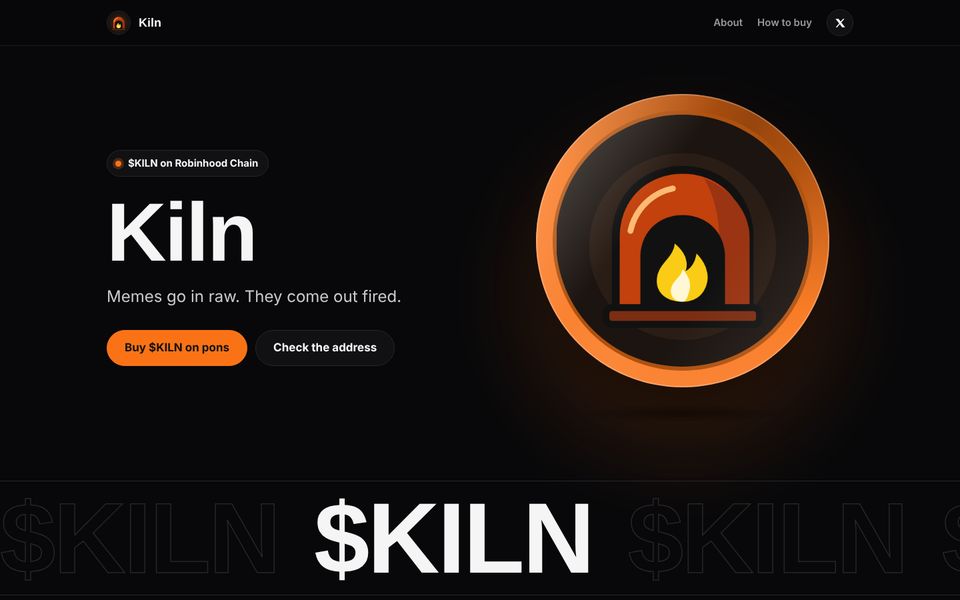 Kiln
About
How to buy
X
$KILN on Robinhood Chain
Kiln
Memes go in raw. They come out fired.
Buy $KILN on pons
Check the address
$KILN $KILN $KILN $